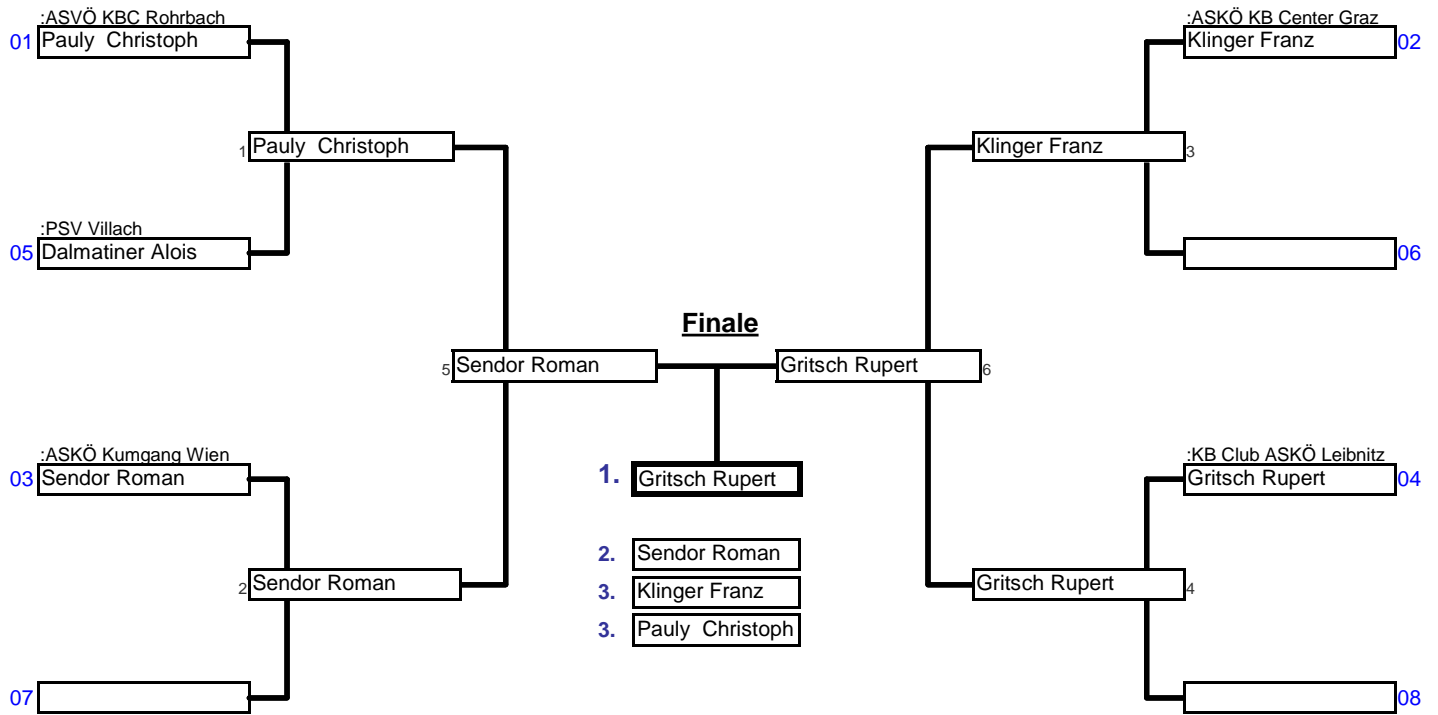 :ASVÖ KBC Rohrbach
01 Pauly Christoph
:ASKÖ KB Center Graz
Klinger Franz 02
1 Pauly Christoph
Klinger Franz 3
:PSV Villach
05 Dalmatiner Alois
06
Finale
5 Sendor Roman
Gritsch Rupert 6
:ASKÖ Kumgang Wien
03 Sendor Roman
1. Gritsch Rupert
:KB Club ASKÖ Leibnitz
Gritsch Rupert 04
2. Sendor Roman
3. Klinger Franz
3. Pauly Christoph
2 Sendor Roman
Gritsch Rupert 4
07
08